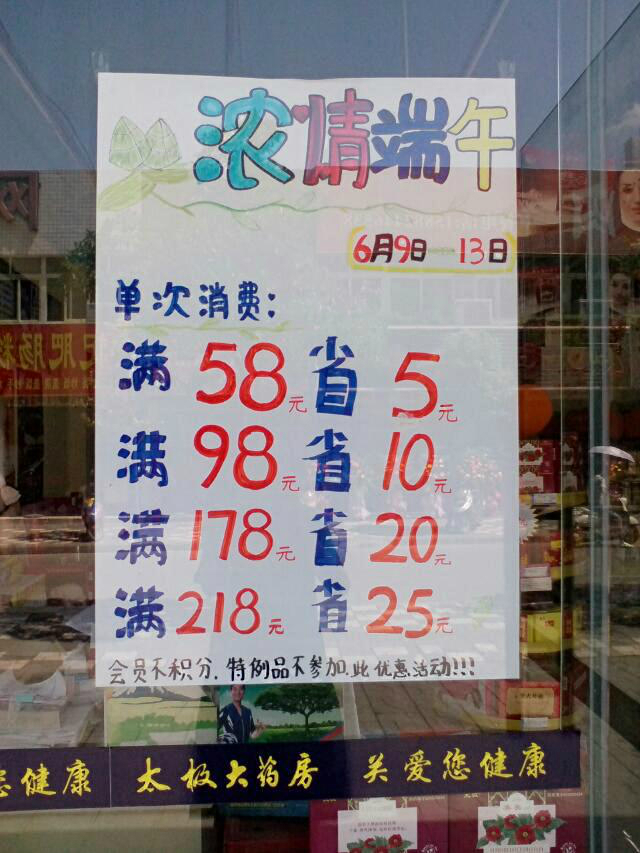 浓情端午
6月9日—13日
单次消费:
满58元省5元
满98元省10元
满178元省20元
满218元省25元
会员不积分.特例品不参加.此优惠活动!!!
您健康 太极大药房 关爱您健康
肥肠粉